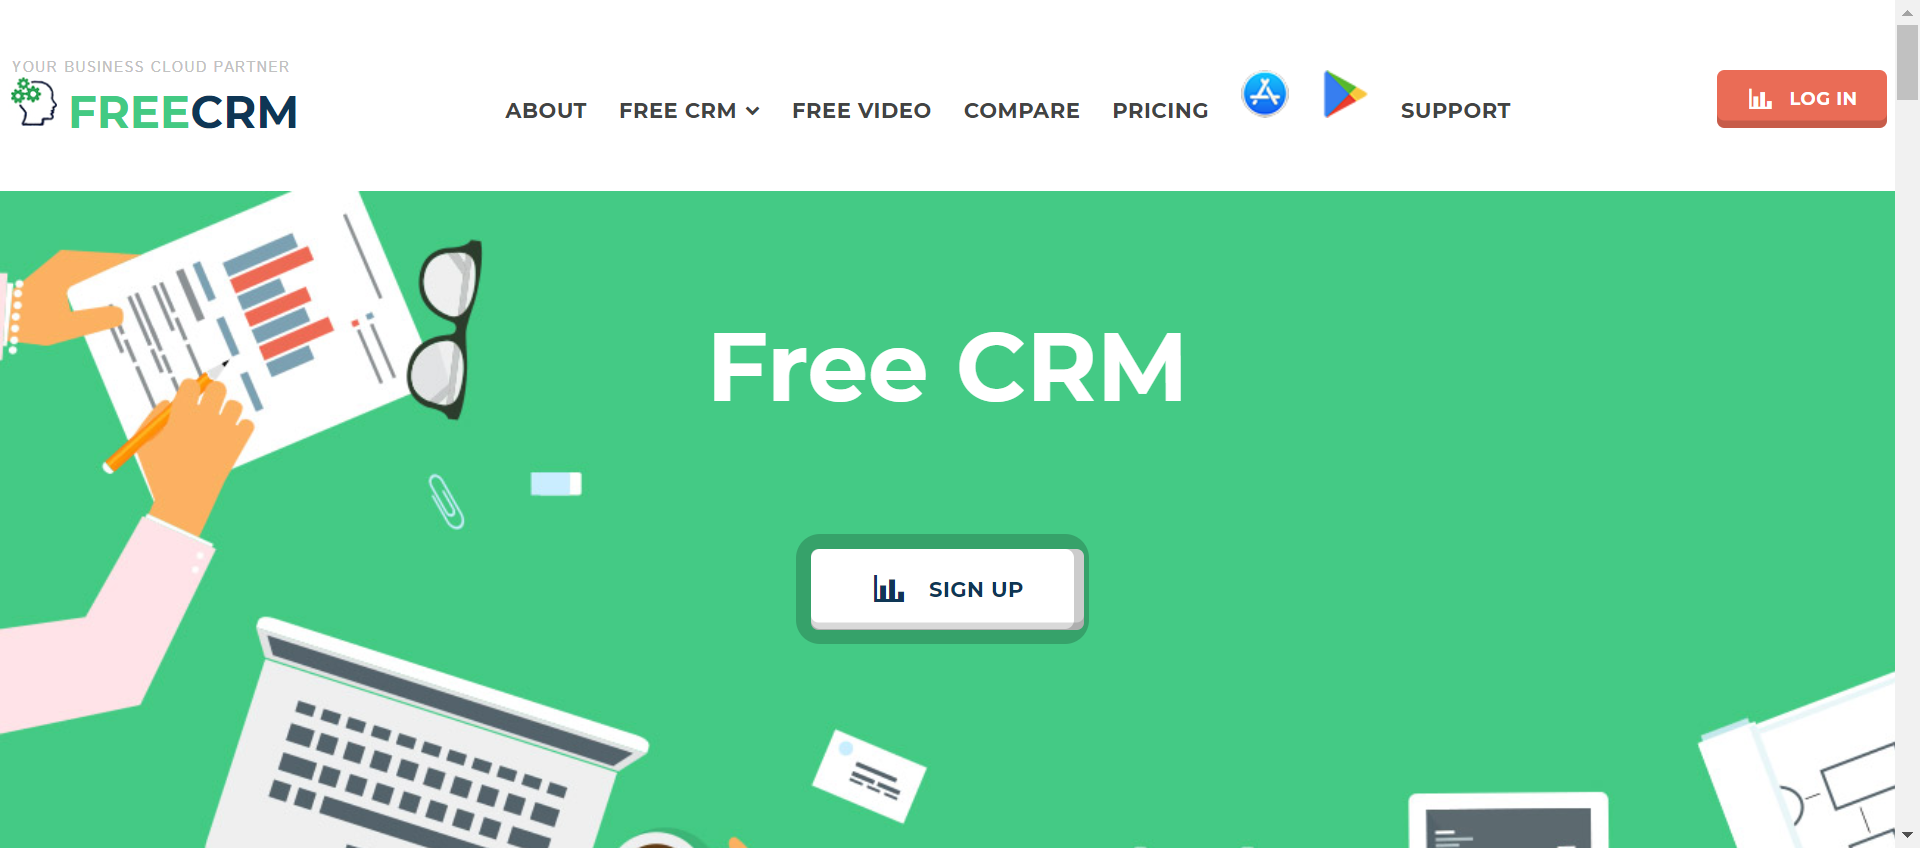 YOUR BUSINESS CLOUD PARTNER
FREECRM
ABOUT
FREE CRM
FREE VIDEO
COMPARE
PRICING
SUPPORT
LOG IN
Free CRM
SIGN UP